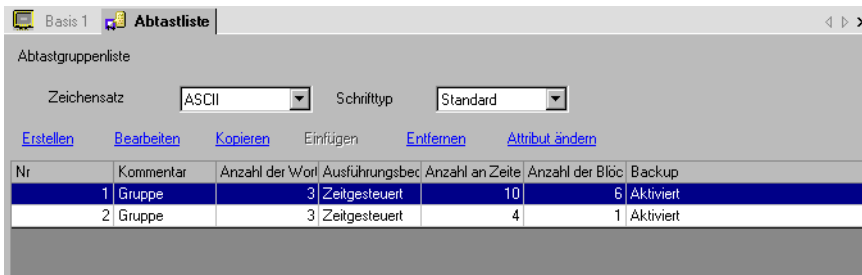 Basis 1 Abtastliste
Abtastgruppenliste
Zeichensatz ASCII Schrifttyp Standard
Erstellen Bearbeiten Kopieren Einfügen Entfernen Attribut ändern
Nr Kommentar Anzahl der Wort Ausführungsbec Anzahl an Zeite Anzahl der Blöc Backup
1 Gruppe 3 Zeitgesteuert 10 6 Aktiviert
2 Gruppe 3 Zeitgesteuert 4 1 Aktiviert